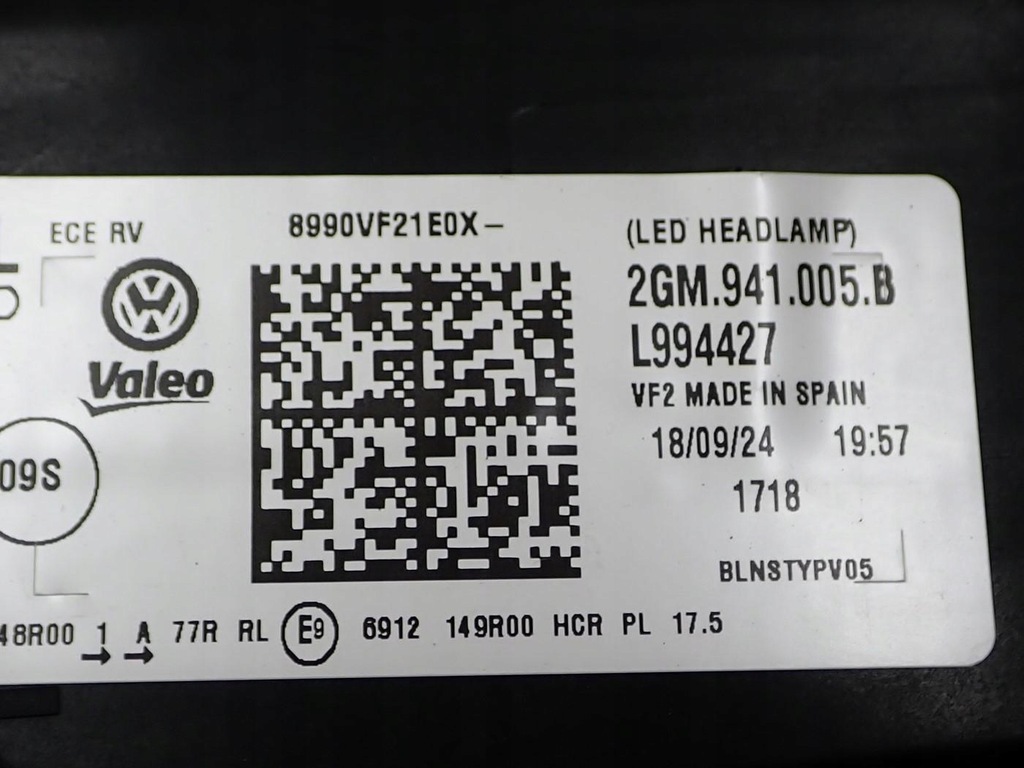 ECE RV
Valeo
09S
8990VF21E0X-
(LED HEADLAMP)
2GM.941.005.B
L994427
VF2 MADE IN SPAIN
18/09/24 19:57
1718
BLNSTYPV05
48R00 1 A 77R RL E9 6912 149R00 HCR PL 17.5